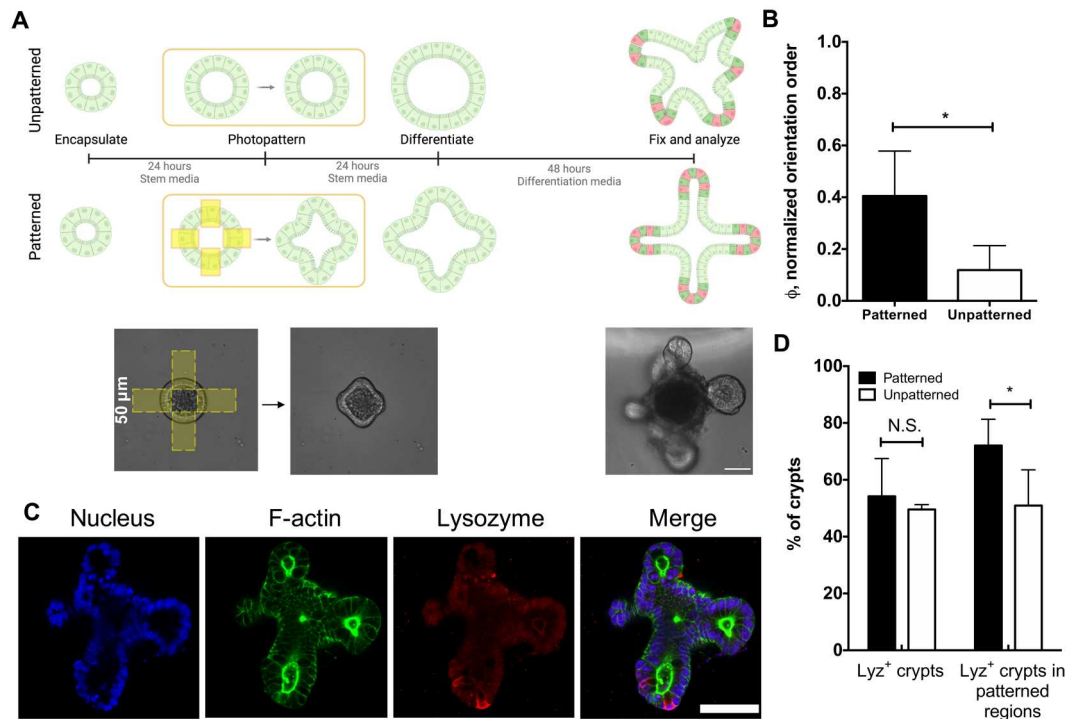 A
Unpatterned
Encapsulate
Photopattern
Differentiate
Fix and analyze
24 hours
Stem media
24 hours
Stem media
48 hours
Differentiation media
Patterned
50 µm
B
1.0
0.8
0.6
0.4
0.2
0.0
ϕ, normalized orientation order
*
Patterned
Unpatterned
C
Nucleus
F-actin
Lysozyme
Merge
D
100
80
60
40
20
0
% of crypts
Patterned
Unpatterned
N.S.
*
Lyz⁺ crypts
Lyz⁺ crypts in
patterned
regions